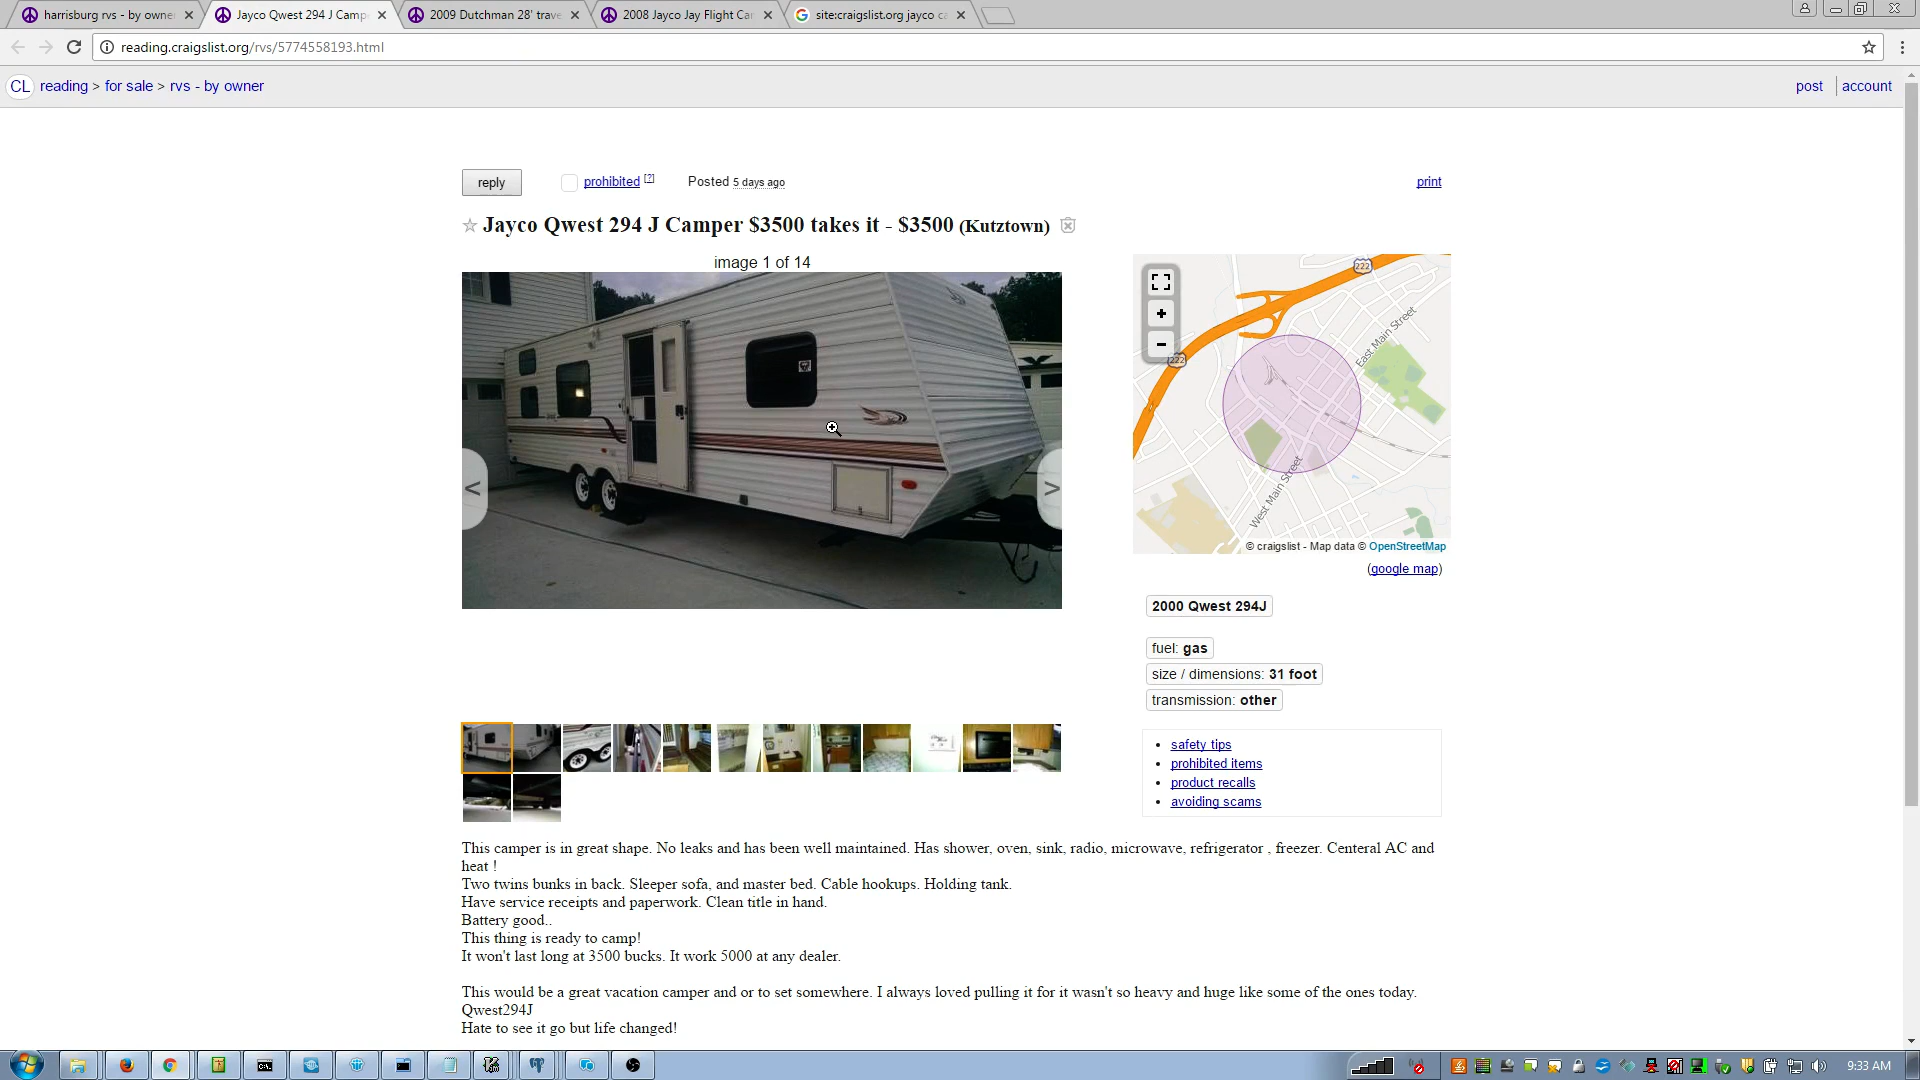 harrisburg rvs - by owner
Jayco Qwest 294 J Camp
2009 Dutchman 28' trave
2008 Jayco Jay Flight Ca
site:craigslist.org jayco c
reading.craigslist.org/rvs/5774558193.html
CL reading > for sale > rvs - by owner
post account
reply prohibited [?] Posted 5 days ago print
Jayco Qwest 294 J Camper $3500 takes it - $3500 (Kutztown)
image 1 of 14
< >
222
222
East Main Street
West Main Street
+
−
© craigslist - Map data © OpenStreetMap
(google map)
2000 Qwest 294J
fuel: gas
size / dimensions: 31 foot
transmission: other
safety tips
prohibited items
product recalls
avoiding scams
This camper is in great shape. No leaks and has been well maintained. Has shower, oven, sink, radio, microwave, refrigerator , freezer. Centeral AC and
heat !
Two twins bunks in back. Sleeper sofa, and master bed. Cable hookups. Holding tank.
Have service receipts and paperwork. Clean title in hand.
Battery good..
This thing is ready to camp!
It won't last long at 3500 bucks. It work 5000 at any dealer.
This would be a great vacation camper and or to set somewhere. I always loved pulling it for it wasn't so heavy and huge like some of the ones today.
Qwest294J
Hate to see it go but life changed!
9:33 AM